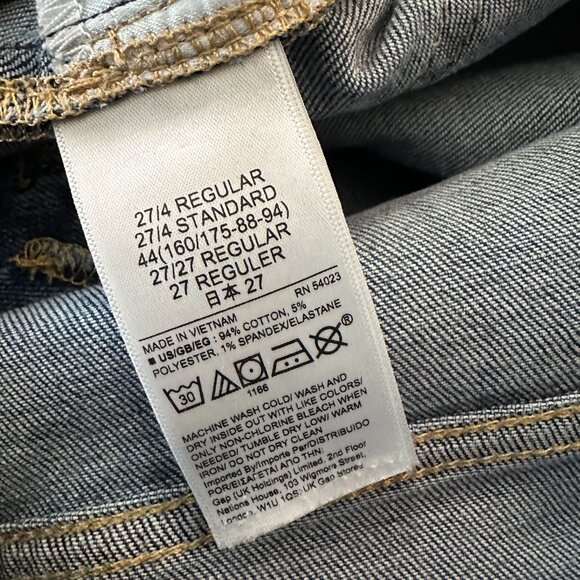 27/4 REGULAR
27/4 STANDARD
44(160/175-88-94)
27/27 REGULAR
27 REGULER
日本 27
RN 54023
MADE IN VIETNAM
■ US/GB/EG : 94% COTTON, 5%
POLYESTER, 1% SPANDEX/ELASTANE
30
®
1166
MACHINE WASH COLD/ WASH AND
DRY INSIDE OUT WITH LIKE COLORS/
ONLY NON-CHLORINE BLEACH WHEN
NEEDED/ TUMBLE DRY LOW/ WARM
IRON/ DO NOT DRY CLEAN
Imported by/Importe Par/DISTRIBUIDO
POR/ΕΙΣΑΓΕΤΑΙ ΑΠΟ ΤΗΝ:
Gap (UK Holdings) Limited, 2nd Floor
Nations House, 103 Wigmore Street,
London, W1U 1QS: UK Gap Stores